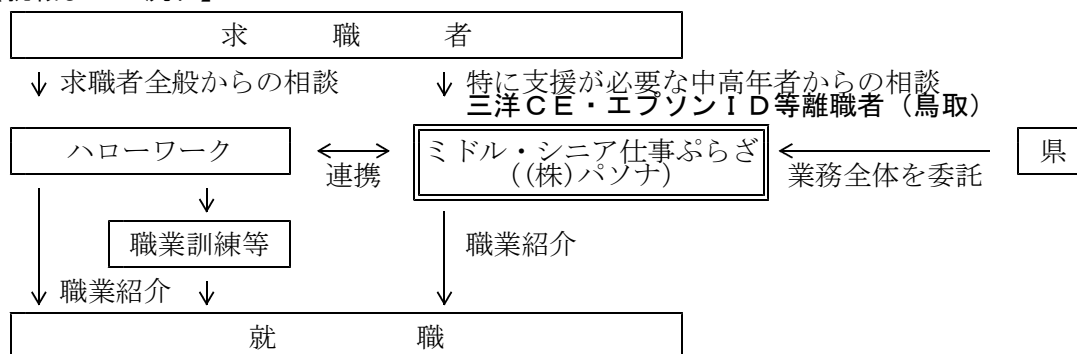 求職者
求職者全般からの相談
特に支援が必要な中高年者からの相談
三洋CE・エプソンID等離職者(鳥取)
ハローワーク
連携
ミドル・シニア仕事ぷらざ
((株)パソナ)
業務全体を委託
県
職業訓練等
職業紹介
職業紹介
就職